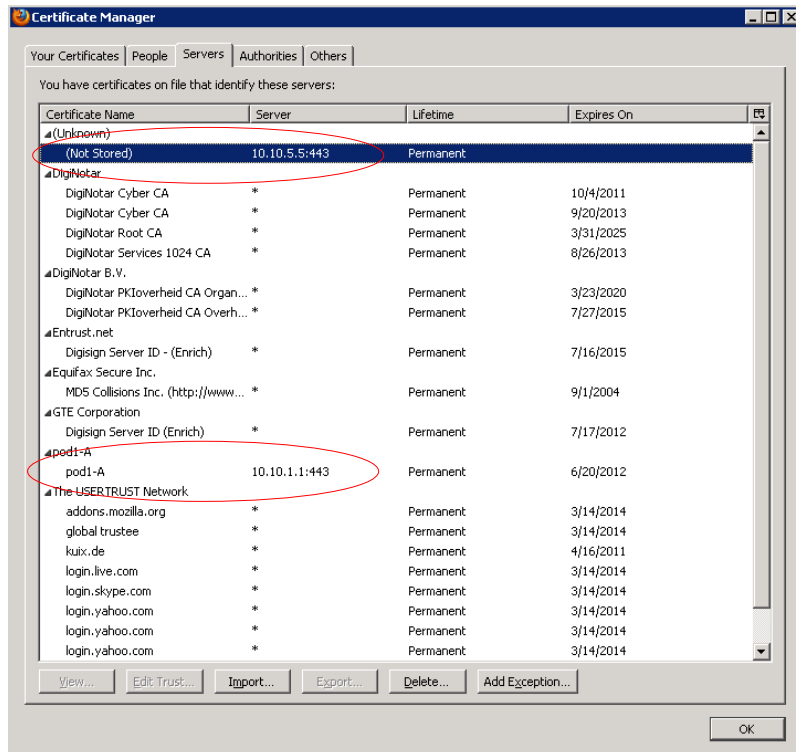 Certificate Manager
Your Certificates People Servers Authorities Others
You have certificates on file that identify these servers:
Certificate Name Server Lifetime Expires On
(Unknown)
(Not Stored) 10.10.5.5:443 Permanent
DigiNotar
DigiNotar Cyber CA * Permanent 10/4/2011
DigiNotar Cyber CA * Permanent 9/20/2013
DigiNotar Root CA * Permanent 3/31/2025
DigiNotar Services 1024 CA * Permanent 8/26/2013
DigiNotar B.V.
DigiNotar PKIoverheid CA Organ... * Permanent 3/23/2020
DigiNotar PKIoverheid CA Overh... * Permanent 7/27/2015
Entrust.net
Digisign Server ID - (Enrich) * Permanent 7/16/2015
Equifax Secure Inc.
MD5 Collisions Inc. (http://www... * Permanent 9/1/2004
GTE Corporation
Digisign Server ID (Enrich) * Permanent 7/17/2012
pod1-A
pod1-A 10.10.1.1:443 Permanent 6/20/2012
The USERTRUST Network
addons.mozilla.org * Permanent 3/14/2014
global trustee * Permanent 3/14/2014
kuix.de * Permanent 4/16/2011
login.live.com * Permanent 3/14/2014
login.skype.com * Permanent 3/14/2014
login.yahoo.com * Permanent 3/14/2014
login.yahoo.com * Permanent 3/14/2014
login.yahoo.com * Permanent 3/14/2014
View... Edit Trust... Import... Export... Delete... Add Exception...
OK